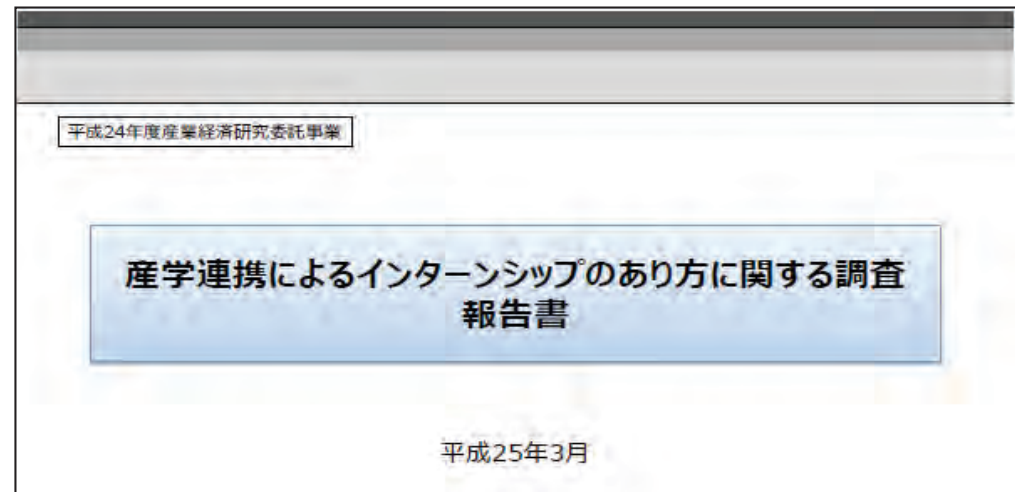 平成24年度産業経済研究委託事業
産学連携によるインターンシップのあり方に関する調査
報告書
平成25年3月